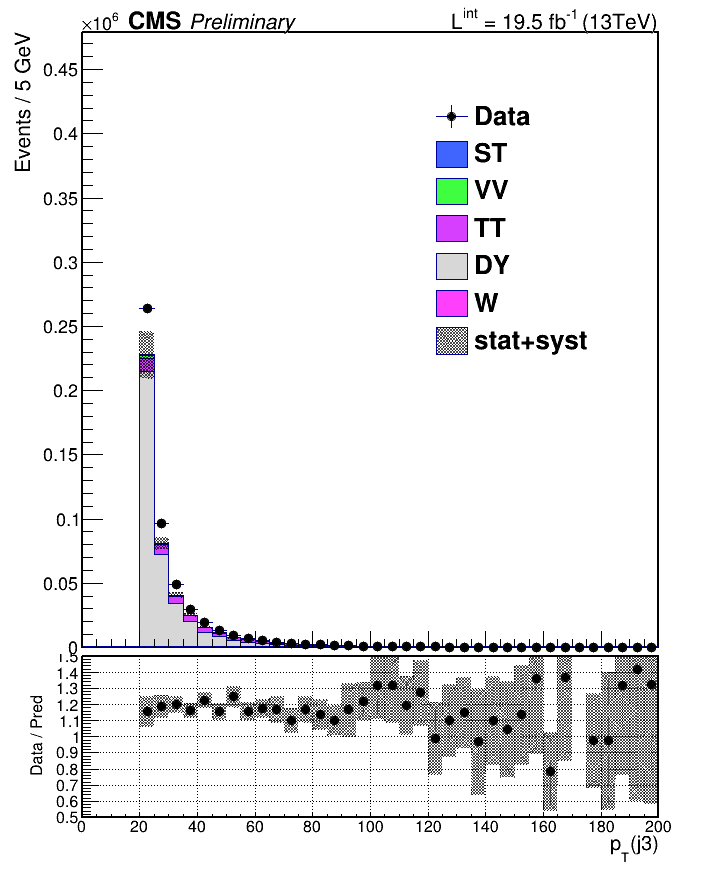 ×10⁶ CMS Preliminary L^int = 19.5 fb⁻¹ (13TeV)
Events / 5 GeV
0.45
0.4
0.35
0.3
0.25
0.2
0.15
0.1
0.05
0
Data
ST
VV
TT
DY
W
stat+syst
Data / Pred
1.5
1.4
1.3
1.2
1.1
1
0.9
0.8
0.7
0.6
0.5
0 20 40 60 80 100 120 140 160 180 200
p_T(j3)